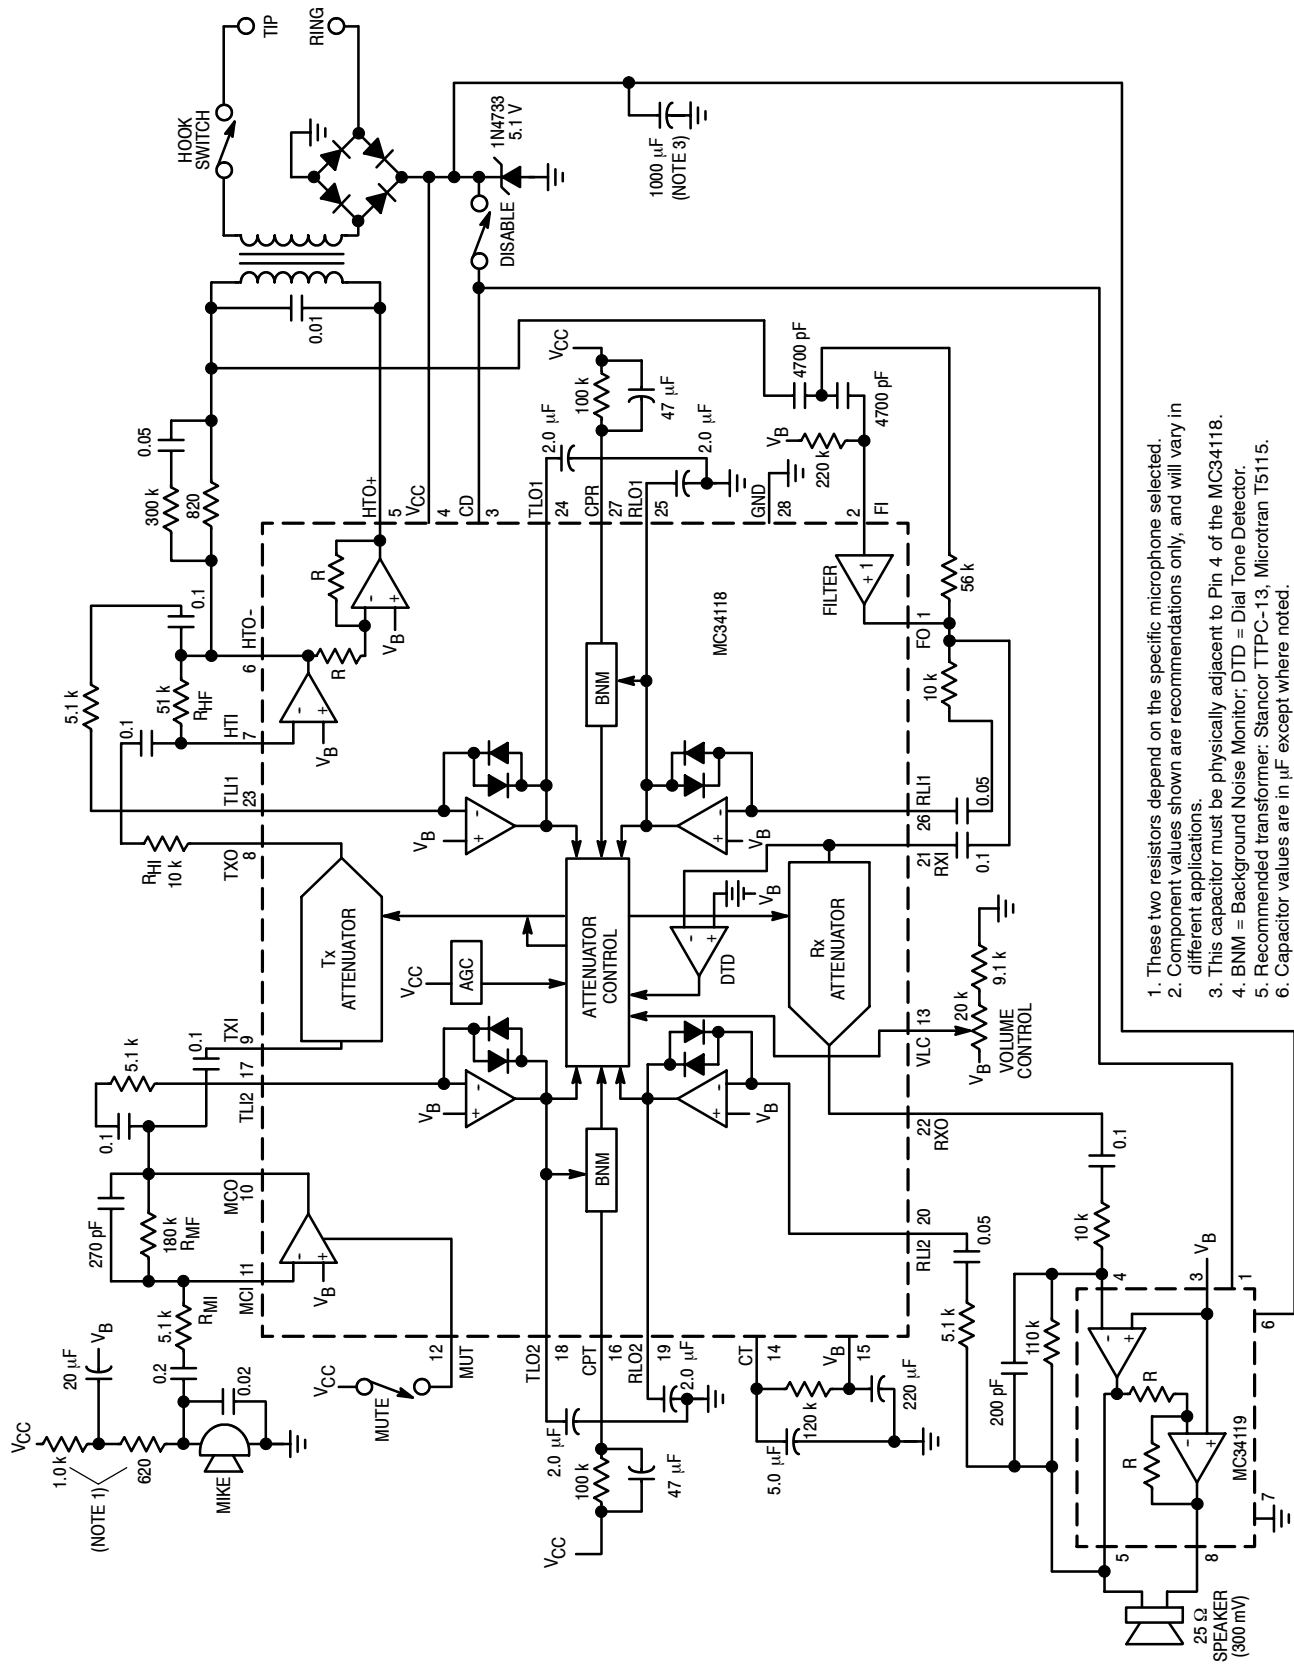 VCC
1.0 k
(NOTE 1)
620
20 μF
VB
MIKE
0.02
0.2
5.1 k
RMI
270 pF
180 k
RMF
MCI 11
MCO
10
0.1
5.1 k
TLI2 17
0.1
TXI
9
RHI
10 k
TXO 8
TLI1
23
5.1 k
0.1
HTI
7
51 k
RHF
0.1
HTO-
6
300 k
820
0.05
0.01
HOOK
SWITCH
TIP
RING
VCC
MUTE
12
MUT
-
+
VB
Tx
ATTENUATOR
VB
-
+
R
R
-
+
VB
HTO+
5
VCC
4
CD
3
DISABLE
1N4733
5.1 V
1000 μF
(NOTE 3)
VCC
AGC
VB
-
+
VB
-
+
TLO2
18
CPT
16
RLO2
19
2.0 μF
2.0 μF
100 k
47 μF
VCC
BNM
ATTENUATOR
CONTROL
BNM
TLO1
24
CPR
27
RLO1
25
2.0 μF
2.0 μF
100 k
47 μF
VCC
MC34118
-
+
VB
DTD
-
+
VB
-
+
VB
Rx
ATTENUATOR
GND
28
VB
220 k
4700 pF
4700 pF
2
FI
FILTER
+ 1
FO 1
56 k
10 k
26 RLI1
0.05
21
RXI
0.1
CT
14
VB
15
5.0 μF
120 k
220 μF
RLI2 20
0.05
5.1 k
22
RXO
0.1
10 k
VLC 13
20 k
9.1 k
VB
VOLUME
CONTROL
200 pF
110 k
4
3
VB
1
6
-
+
R
R
-
+
MC34119
7
5
8
25 Ω
SPEAKER
(300 mV)
1. These two resistors depend on the specific microphone selected.
2. Component values shown are recommendations only, and will vary in
different applications.
3. This capacitor must be physically adjacent to Pin 4 of the MC34118.
4. BNM = Background Noise Monitor; DTD = Dial Tone Detector.
5. Recommended transformer: Stancor TTPC-13, Microtran T5115.
6. Capacitor values are in μF except where noted.